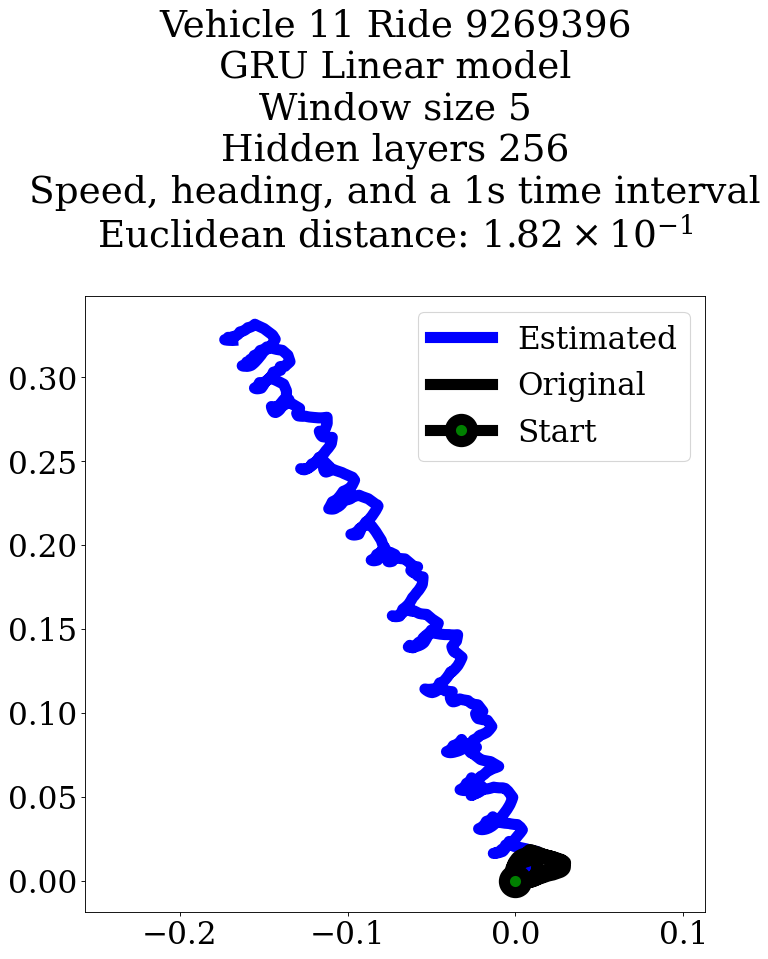 Vehicle 11 Ride 9269396
GRU Linear model
Window size 5
Hidden layers 256
Speed, heading, and a 1s time interval
Euclidean distance: 1.82 × 10⁻¹
Estimated
Original
Start
0.30
0.25
0.20
0.15
0.10
0.05
0.00
−0.2
−0.1
0.0
0.1